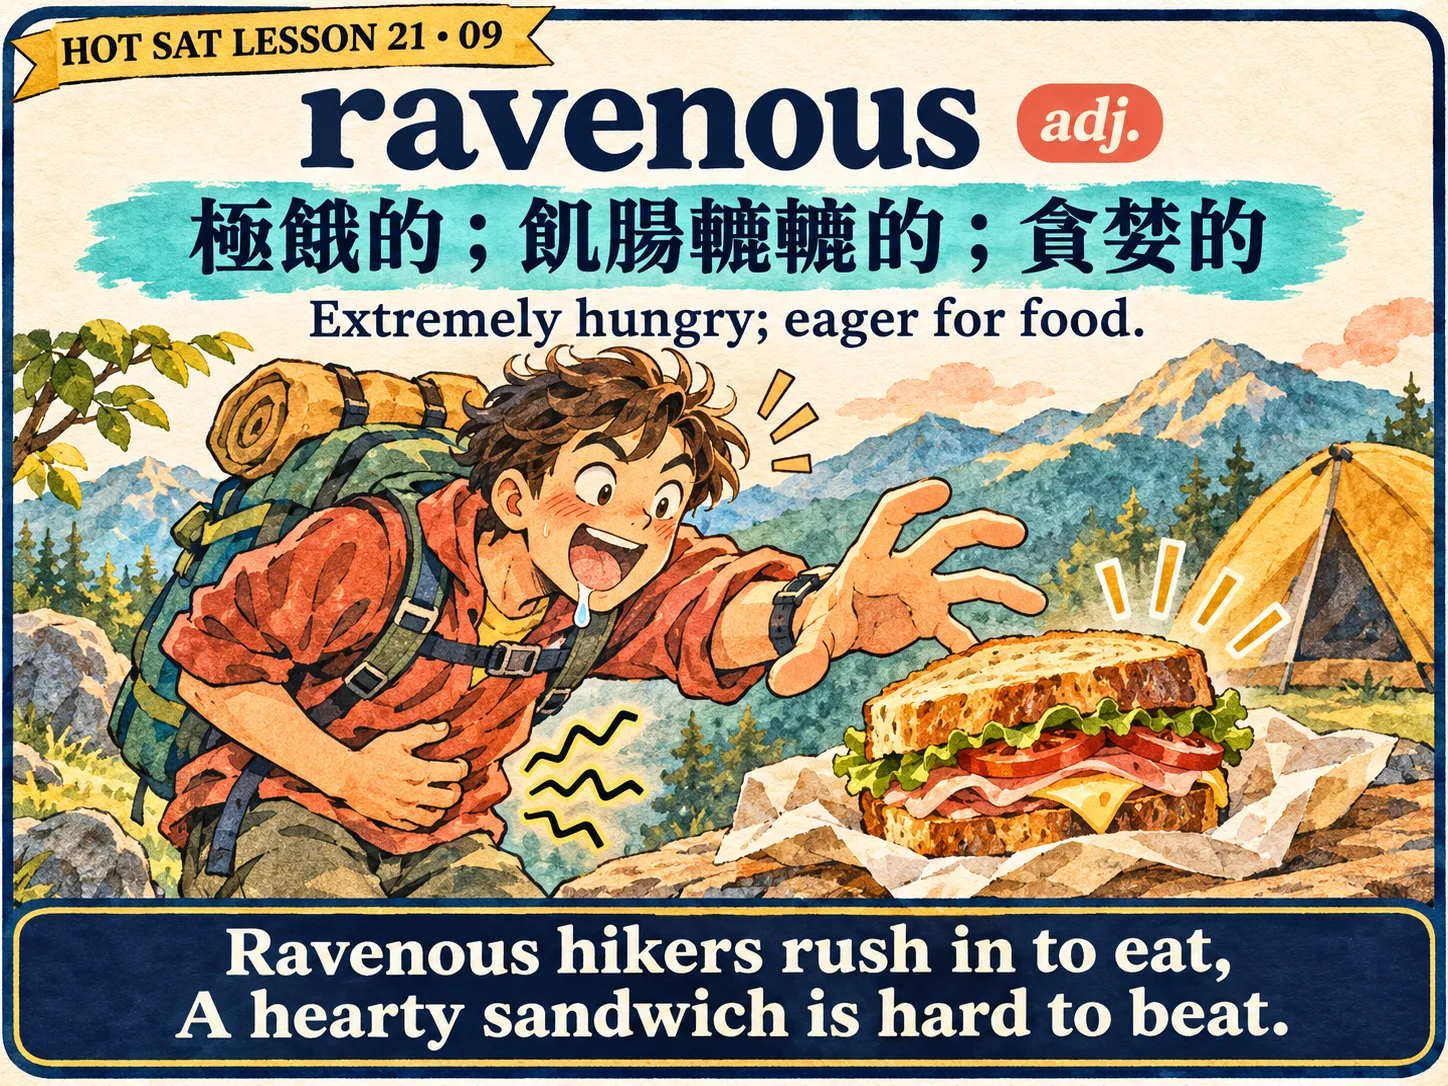 HOT SAT LESSON 21 • 09
ravenous adj.
極餓的；飢腸轆轆的；貪婪的
Extremely hungry; eager for food.
Ravenous hikers rush in to eat,
A hearty sandwich is hard to beat.